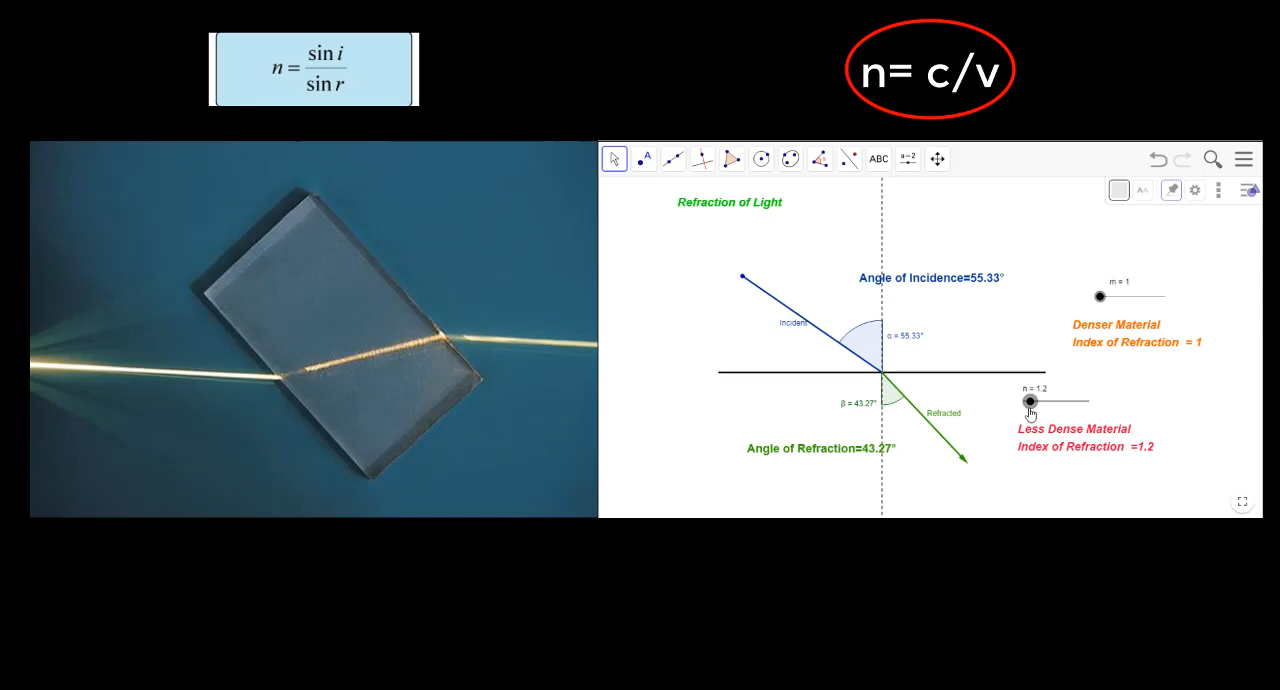 n = sin i / sin r
n= c/v
ABC
a=2
AA
Refraction of Light
Angle of Incidence=55.33°
m = 1
Incident
α = 55.33°
Denser Material
Index of Refraction = 1
n = 1.2
β = 43.27°
Refracted
Less Dense Material
Index of Refraction =1.2
Angle of Refraction=43.27°